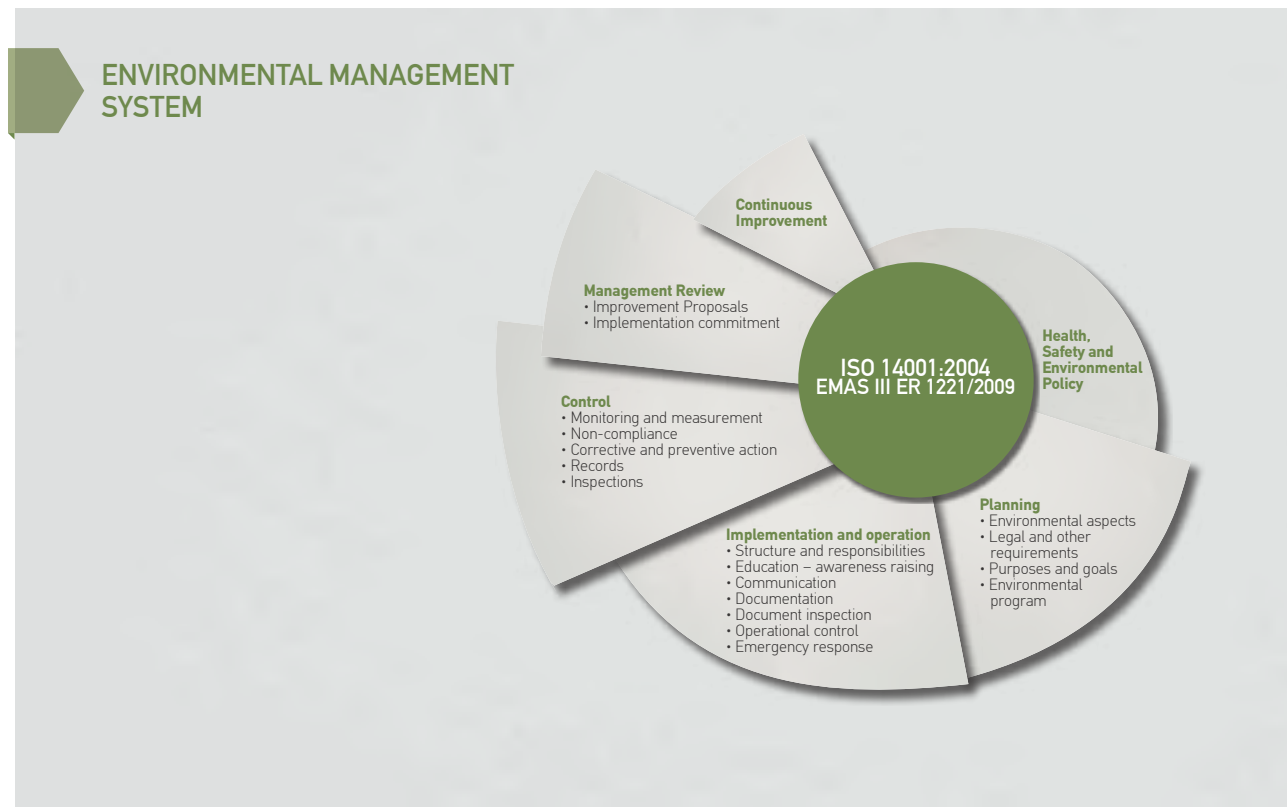 ENVIRONMENTAL MANAGEMENT
SYSTEM
Continuous
Improvement
Management Review
• Improvement Proposals
• Implementation commitment
Control
• Monitoring and measurement
• Non-compliance
• Corrective and preventive action
• Records
• Inspections
Implementation and operation
• Structure and responsibilities
• Education – awareness raising
• Communication
• Documentation
• Document inspection
• Operational control
• Emergency response
Planning
• Environmental aspects
• Legal and other
requirements
• Purposes and goals
• Environmental
program
Health,
Safety and
Environmental
Policy
ISO 14001:2004
EMAS III ER 1221/2009